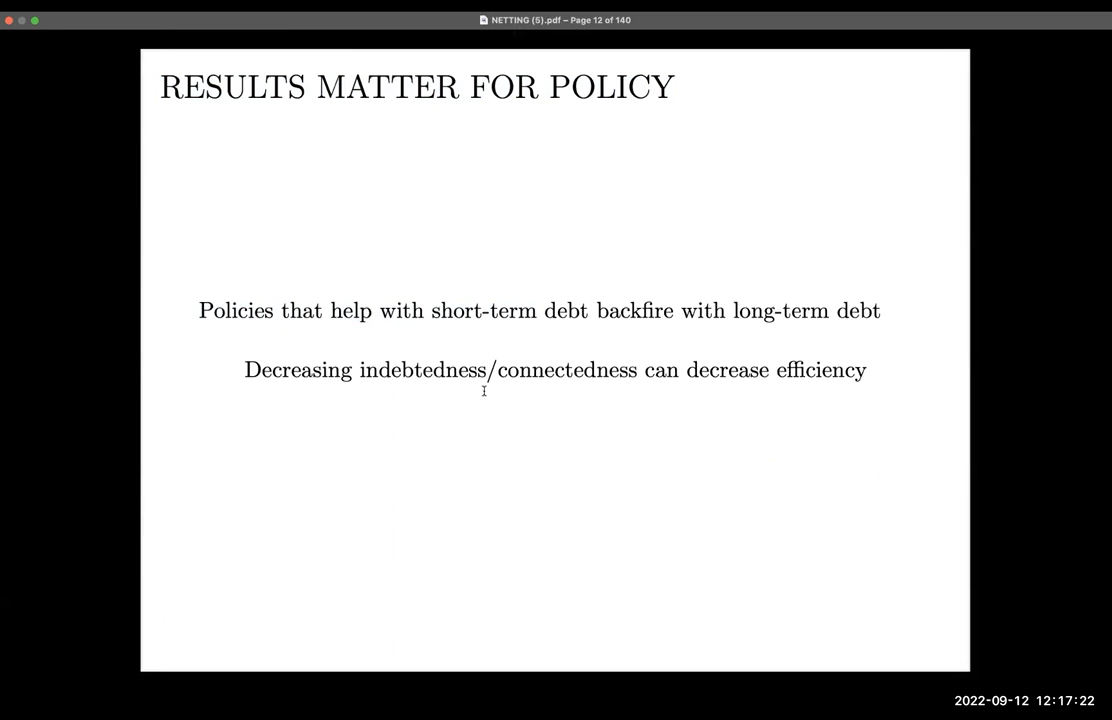 NETTING (5).pdf – Page 12 of 140
RESULTS MATTER FOR POLICY
Policies that help with short-term debt backfire with long-term debt
Decreasing indebtedness/connectedness can decrease efficiency
2022-09-12 12:17:22